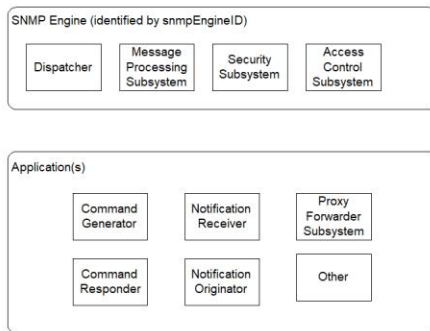 SNMP Engine (identified by snmpEngineID)
Dispatcher
Message
Processing
Subsystem
Security
Subsystem
Access
Control
Subsystem
Application(s)
Command
Generator
Notification
Receiver
Proxy
Forwarder
Subsystem
Command
Responder
Notification
Originator
Other